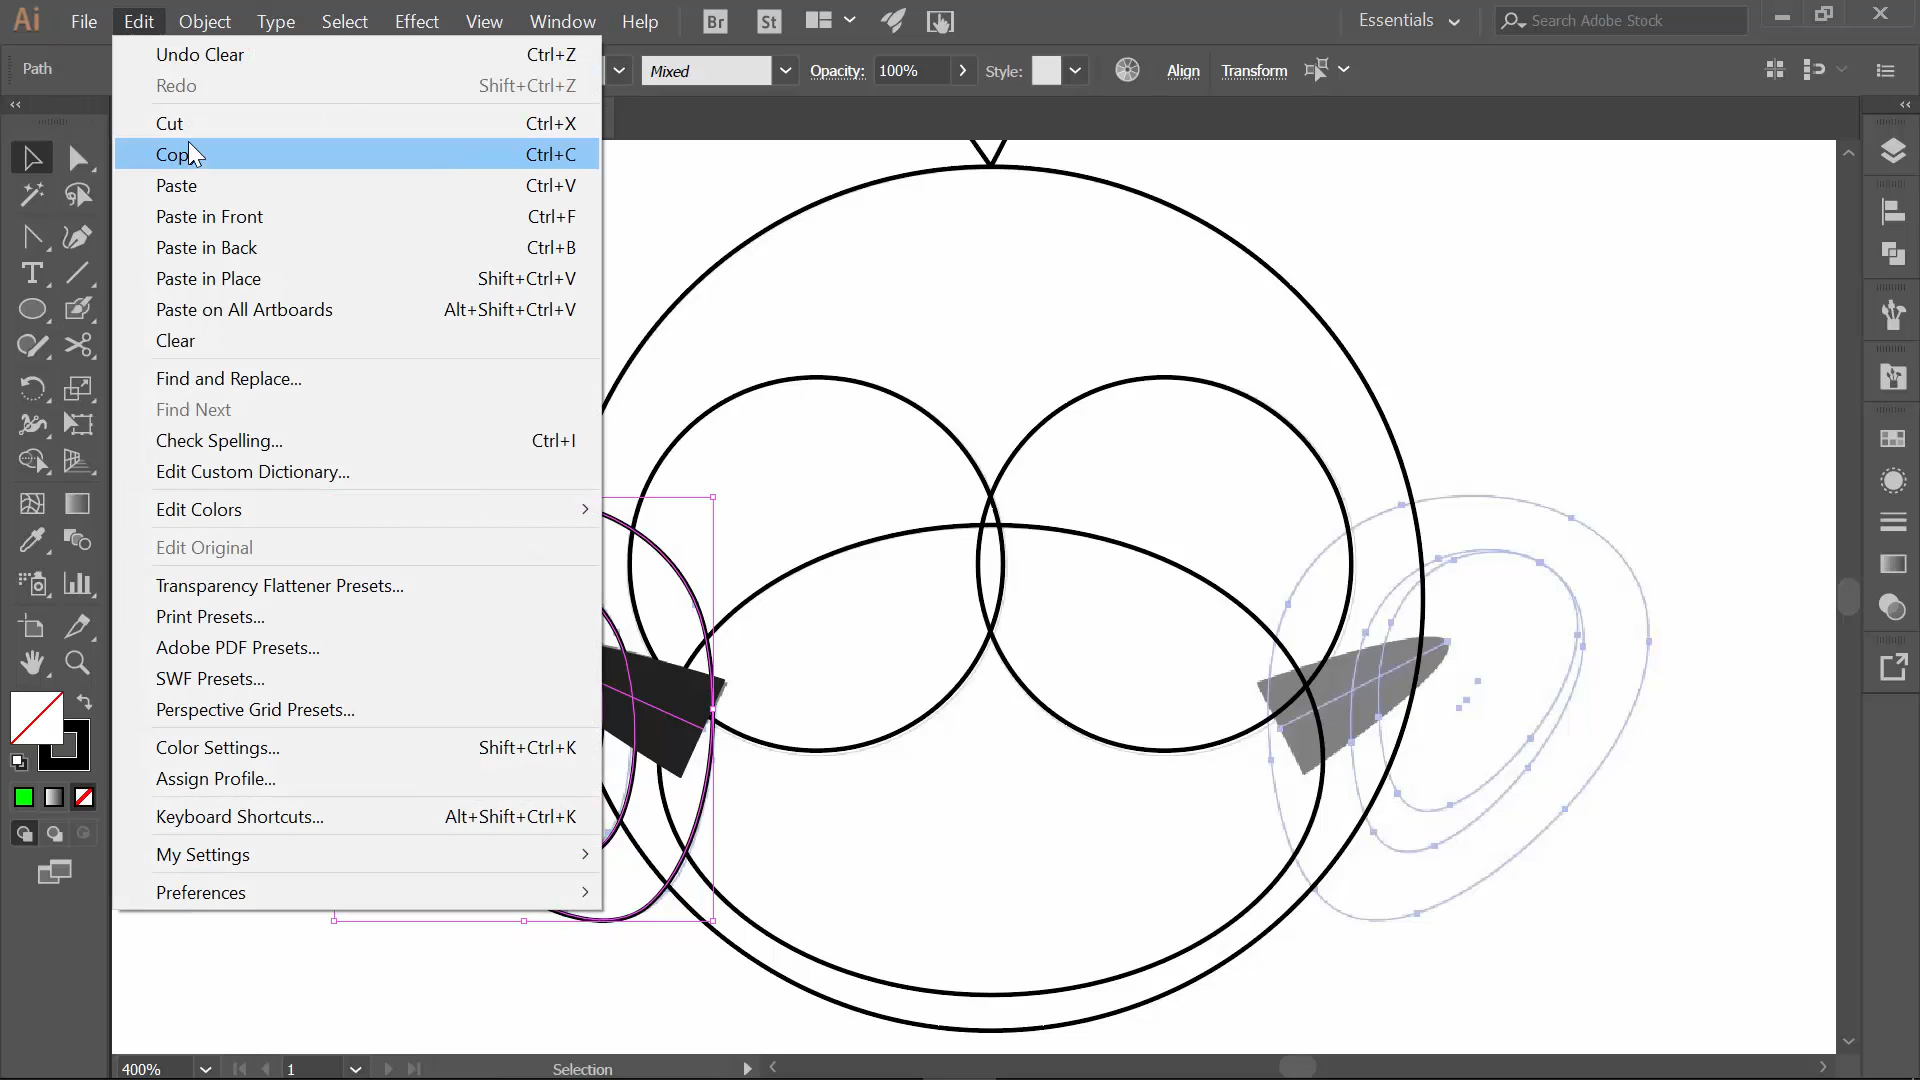 Ai File Edit Object Type Select Effect View Window Help Br St Essentials Search Adobe Stock
Path Mixed Opacity: 100% Style: Align Transform
Undo Clear Ctrl+Z
Redo Shift+Ctrl+Z
Cut Ctrl+X
Cop Ctrl+C
Paste Ctrl+V
Paste in Front Ctrl+F
Paste in Back Ctrl+B
Paste in Place Shift+Ctrl+V
Paste on All Artboards Alt+Shift+Ctrl+V
Clear
Find and Replace...
Find Next
Check Spelling... Ctrl+I
Edit Custom Dictionary...
Edit Colors
Edit Original
Transparency Flattener Presets...
Print Presets...
Adobe PDF Presets...
SWF Presets...
Perspective Grid Presets...
Color Settings... Shift+Ctrl+K
Assign Profile...
Keyboard Shortcuts... Alt+Shift+Ctrl+K
My Settings
Preferences
400% 1 Selection